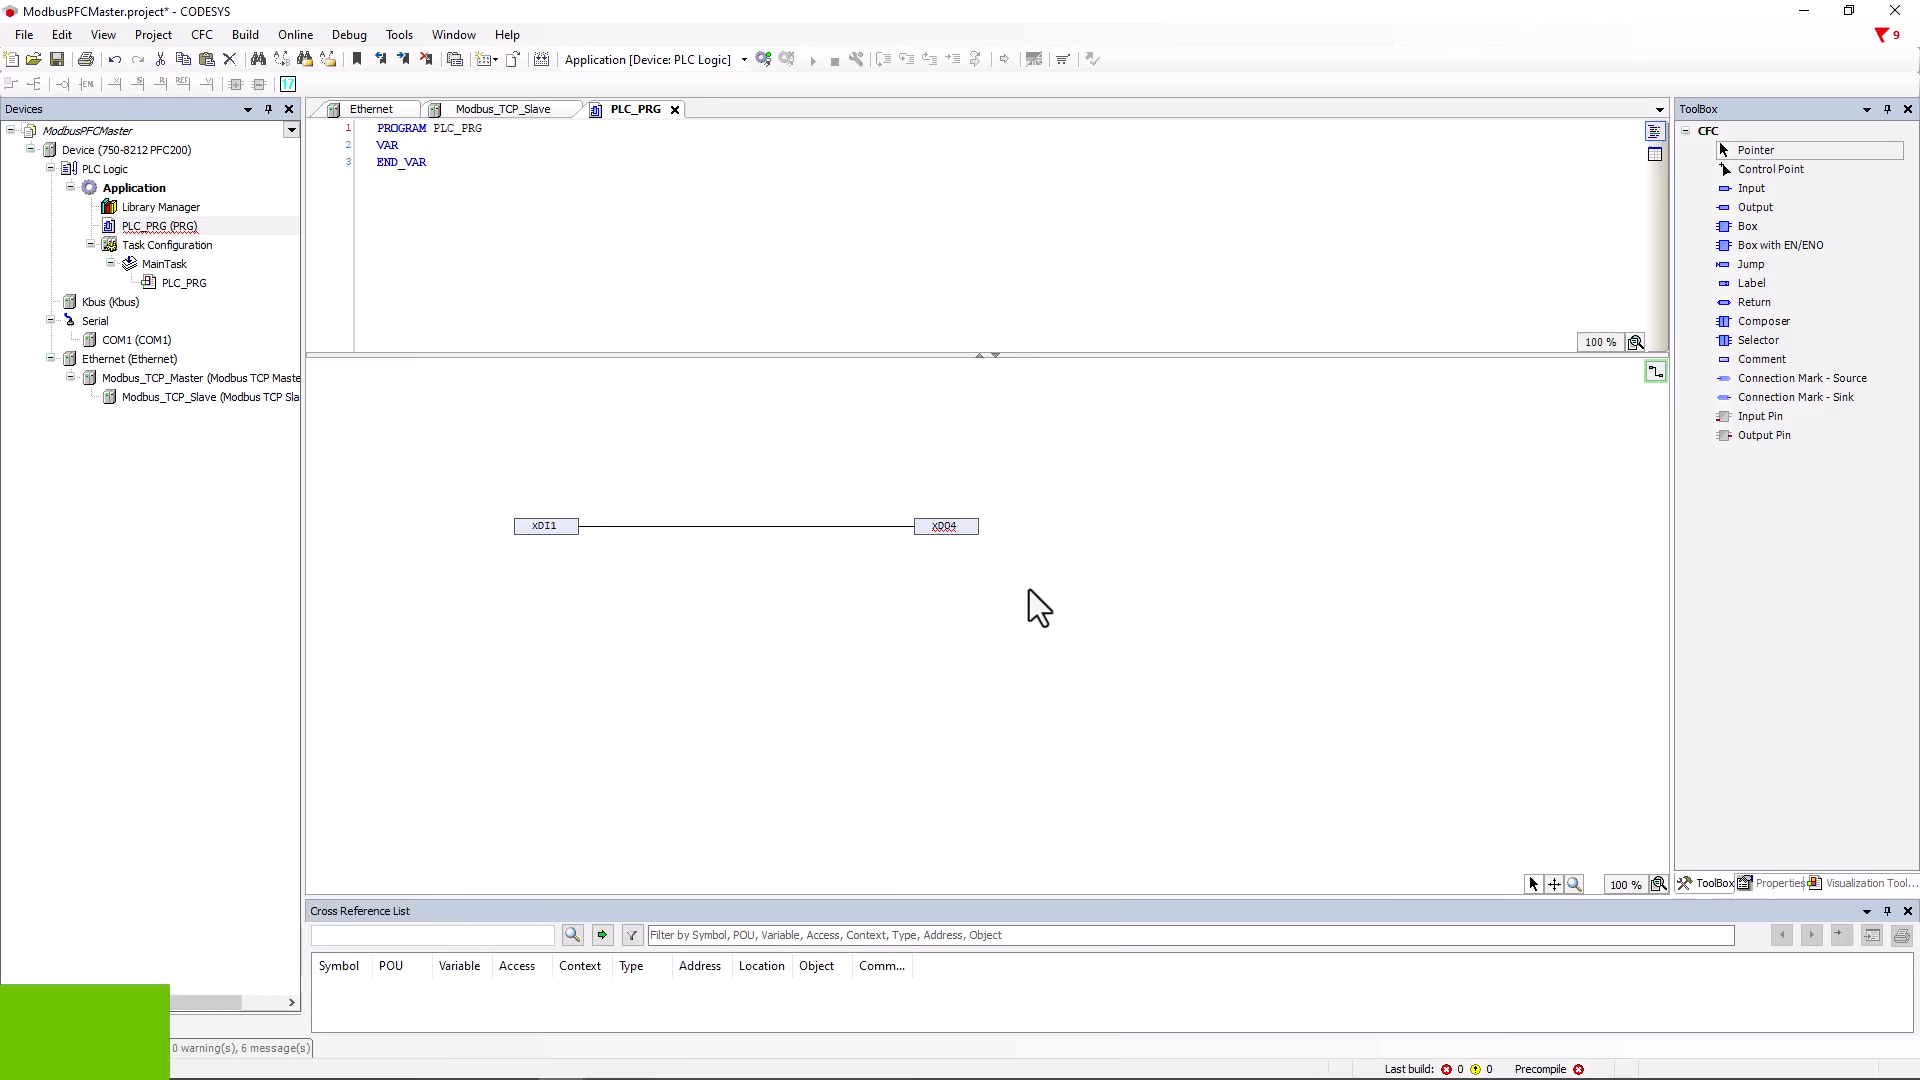 ModbusPFCMaster.project* - CODESYS
File Edit View Project CFC Build Online Debug Tools Window Help
9
Application [Device: PLC Logic]
17
Devices
Ethernet
Modbus_TCP_Slave
PLC_PRG
ToolBox
ModbusPFCMaster
Device (750-8212 PFC200)
PLC Logic
Application
Library Manager
PLC_PRG (PRG)
Task Configuration
MainTask
PLC_PRG
Kbus (Kbus)
Serial
COM1 (COM1)
Ethernet (Ethernet)
Modbus_TCP_Master (Modbus TCP Maste
Modbus_TCP_Slave (Modbus TCP Sla
1 PROGRAM PLC_PRG
2 VAR
3 END_VAR
100 %
xDI1
xDO4
100 %
CFC
Pointer
Control Point
Input
Output
Box
Box with EN/ENO
Jump
Label
Return
Composer
Selector
Comment
Connection Mark - Source
Connection Mark - Sink
Input Pin
Output Pin
ToolBox Properties Visualization Tool...
Cross Reference List
Filter by Symbol, POU, Variable, Access, Context, Type, Address, Object
Symbol POU Variable Access Context Type Address Location Object Comm...
0 warning(s), 6 message(s)
Last build: 0 0 Precompile